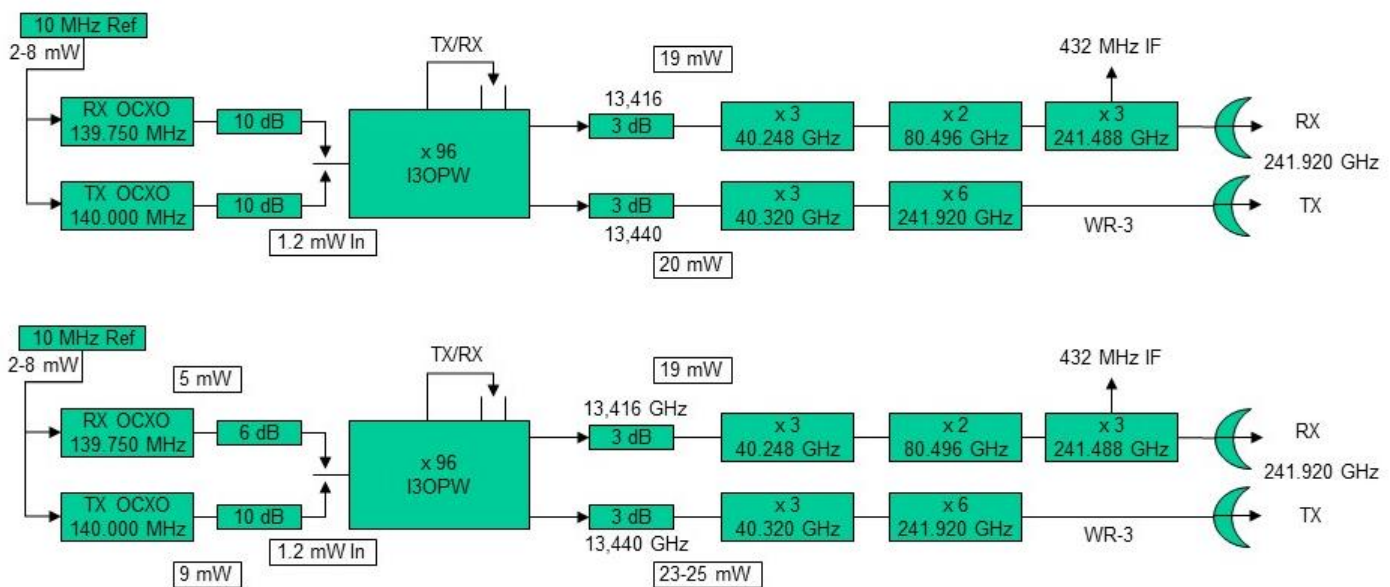 10 MHz Ref
2-8 mW
TX/RX
19 mW
432 MHz IF
RX OCXO
139.750 MHz
10 dB
13,416
3 dB
x 3
40.248 GHz
x 2
80.496 GHz
x 3
241.488 GHz
RX
x 96
I3OPW
241.920 GHz
TX OCXO
140.000 MHz
10 dB
3 dB
13,440
x 3
40.320 GHz
x 6
241.920 GHz
WR-3
TX
1.2 mW In
20 mW
10 MHz Ref
2-8 mW
5 mW
TX/RX
19 mW
432 MHz IF
RX OCXO
139.750 MHz
6 dB
13,416 GHz
3 dB
x 3
40.248 GHz
x 2
80.496 GHz
x 3
241.488 GHz
RX
x 96
I3OPW
241.920 GHz
TX OCXO
140.000 MHz
10 dB
3 dB
13,440 GHz
x 3
40.320 GHz
x 6
241.920 GHz
WR-3
TX
1.2 mW In
9 mW
23-25 mW